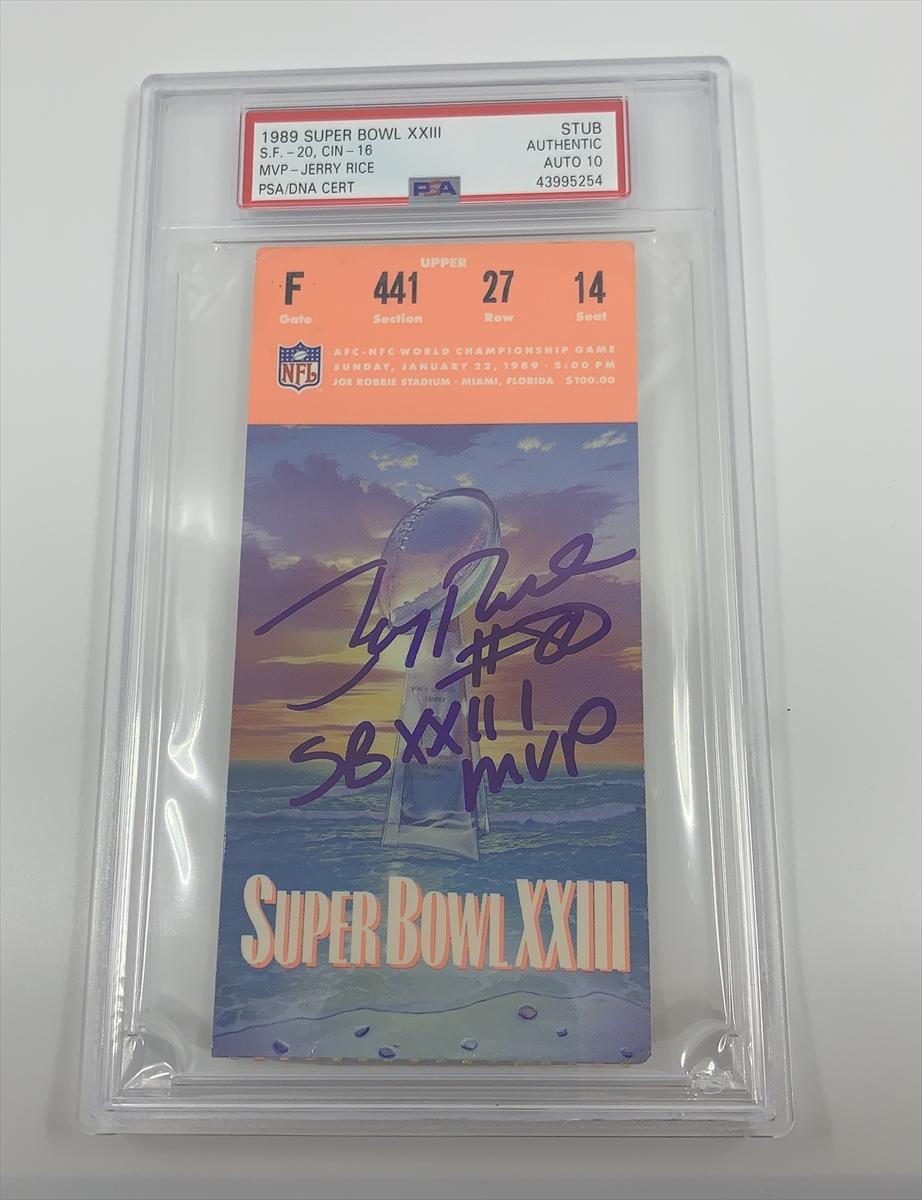 1989 SUPER BOWL XXIII STUB
S.F. - 20, CIN - 16 AUTHENTIC
MVP - JERRY RICE AUTO 10
PSA/DNA CERT PSA 43995254
UPPER
F 441 27 14
Gate Section Row Seat
NFL
AFC-NFC WORLD CHAMPIONSHIP GAME
SUNDAY, JANUARY 22, 1989 · 5:00 PM
JOE ROBBIE STADIUM · MIAMI, FLORIDA $100.00
Jerry Rice
#80
SB XXIII
MVP
SUPER BOWL XXIII